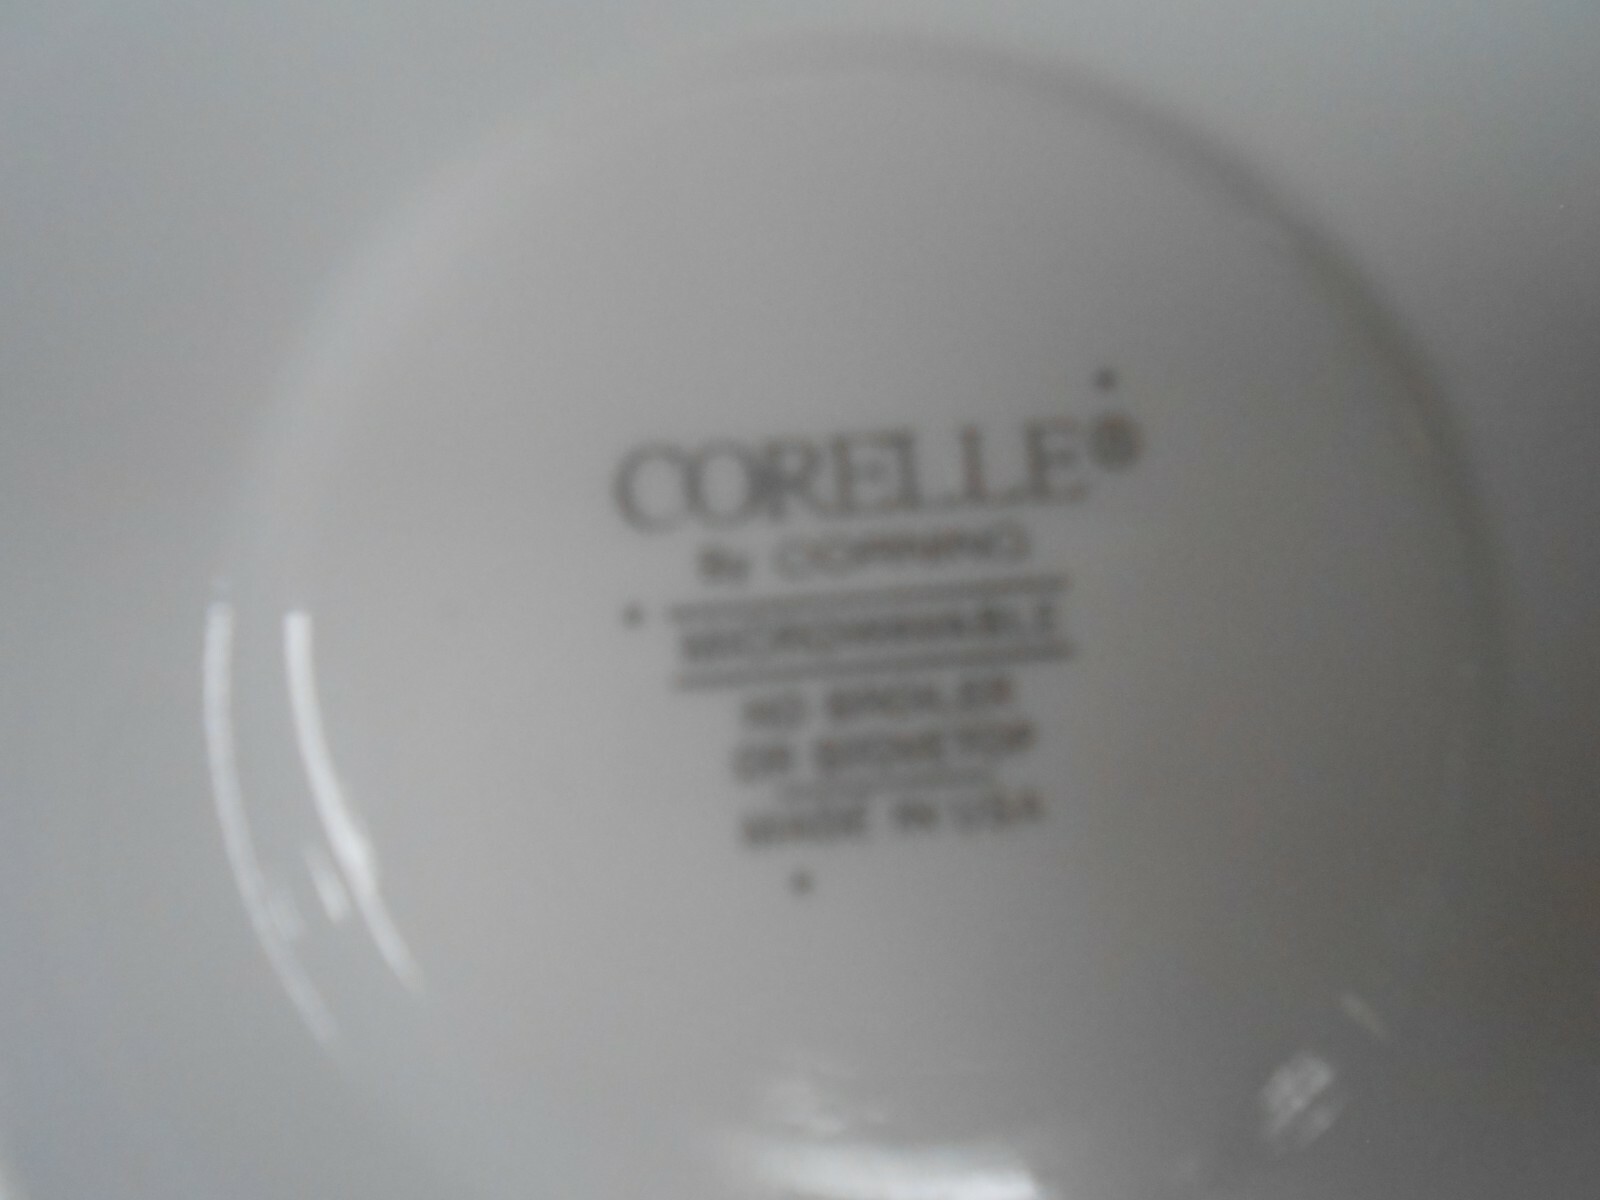 CORELLE®
By CORNING
MICROWAVABLE
NO BROILER
OR STOVETOP
MADE IN USA